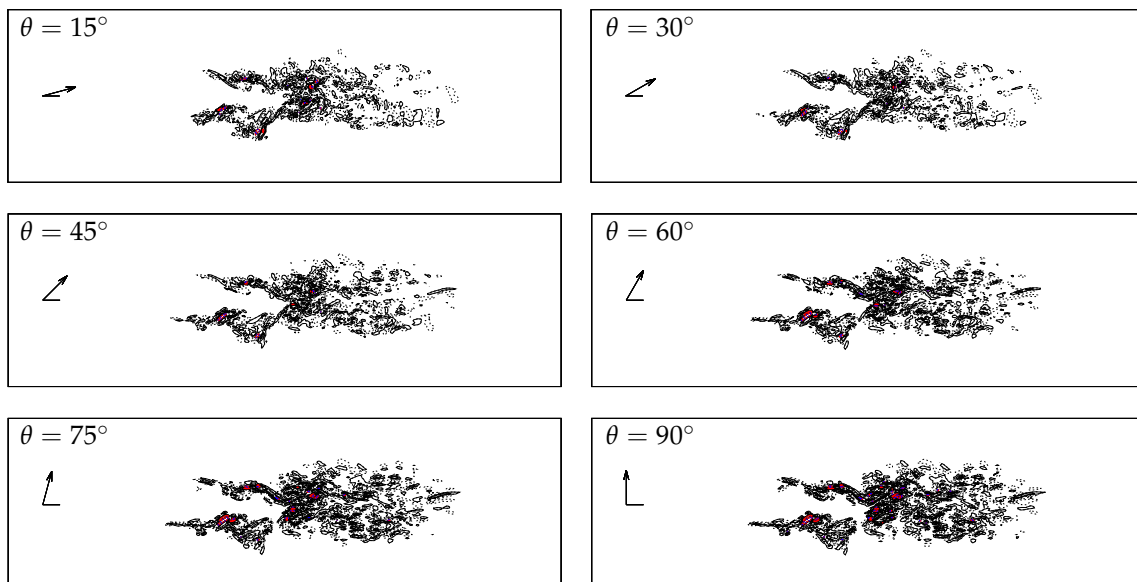 θ = 15°
θ = 30°
θ = 45°
θ = 60°
θ = 75°
θ = 90°